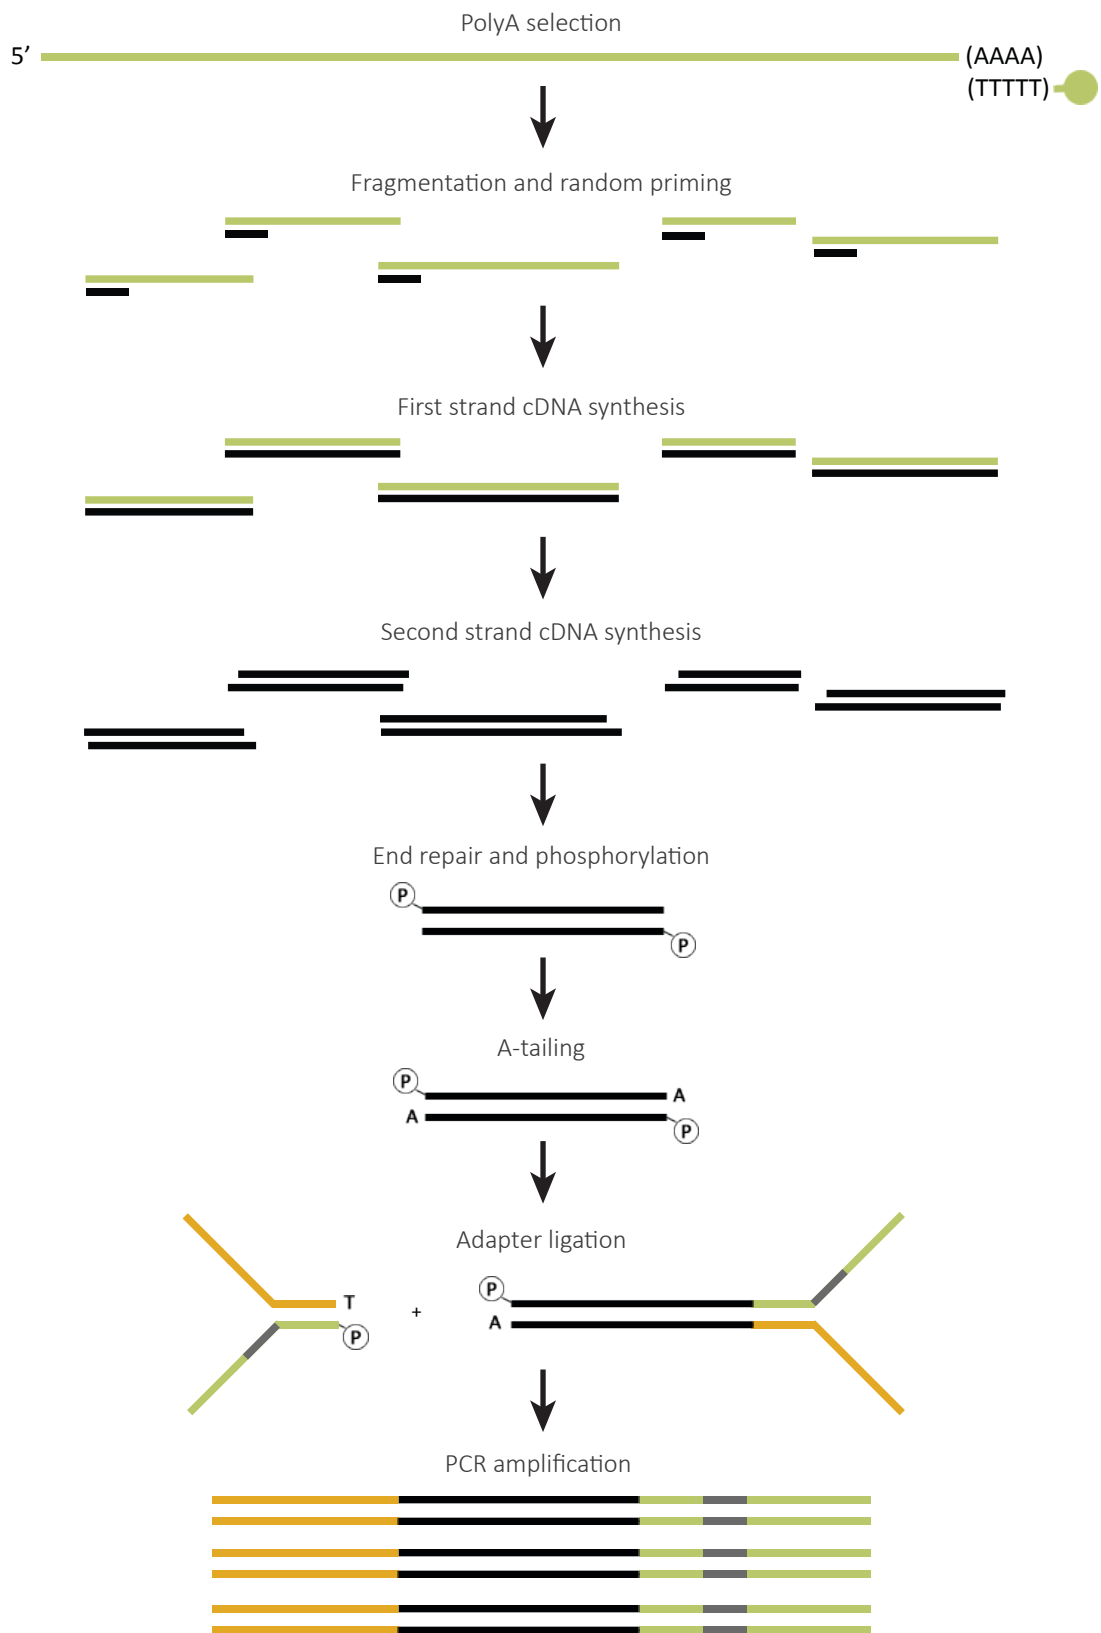 PolyA selection
5’ (AAAA)
(TTTTT)
Fragmentation and random priming
First strand cDNA synthesis
Second strand cDNA synthesis
End repair and phosphorylation
P
P
A-tailing
P A
A P
Adapter ligation
P
T
+
A
P
PCR amplification